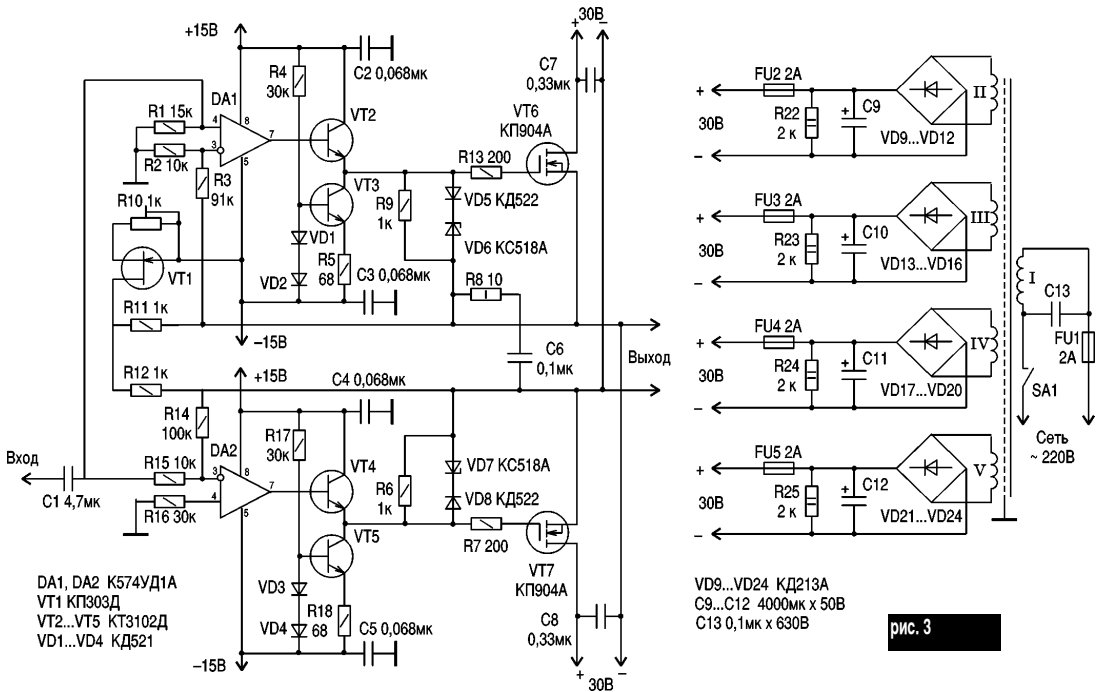 +15В
R4
30к
C2 0,068мк
DA1
R1 15к
4
8
7
3
5
R2 10к
R3
91к
VT2
VT3
R10 1к
VT1
VD1
VD2
R5
68
C3 0,068мк
R9
1к
R13 200
VD5 КД522
VD6 КС518А
R8 10
VT6
КП904А
C7
0,33мк
+
30В
–
R11 1к
–15В
Выход
C6
0,1мк
R12 1к
+15В
C4 0,068мк
R14
100к
DA2
R17
30к
VT4
VT5
Вход
C1 4,7мк
R15 10к
3
8
7
4
5
R16 30к
R6
1к
VD7 КС518А
VD8 КД522
R7 200
VT7
КП904А
VD3
VD4
R18
68
C5 0,068мк
–15В
C8
0,33мк
+
30В
–
DA1, DA2 К574УД1А
VT1 КП303Д
VT2...VT5 КТ3102Д
VD1...VD4 КД521
FU2 2А
+
30В
–
R22
2 к
+
C9
VD9...VD12
II
FU3 2А
+
30В
–
R23
2 к
+
C10
VD13...VD16
III
FU4 2А
+
30В
–
R24
2 к
+
C11
VD17...VD20
IV
FU5 2А
+
30В
–
R25
2 к
+
C12
VD21...VD24
V
I
C13
FU1
2А
SA1
Сеть
~ 220В
VD9...VD24 КД213А
C9...C12 4000мк х 50В
C13 0,1мк х 630В
рис. 3